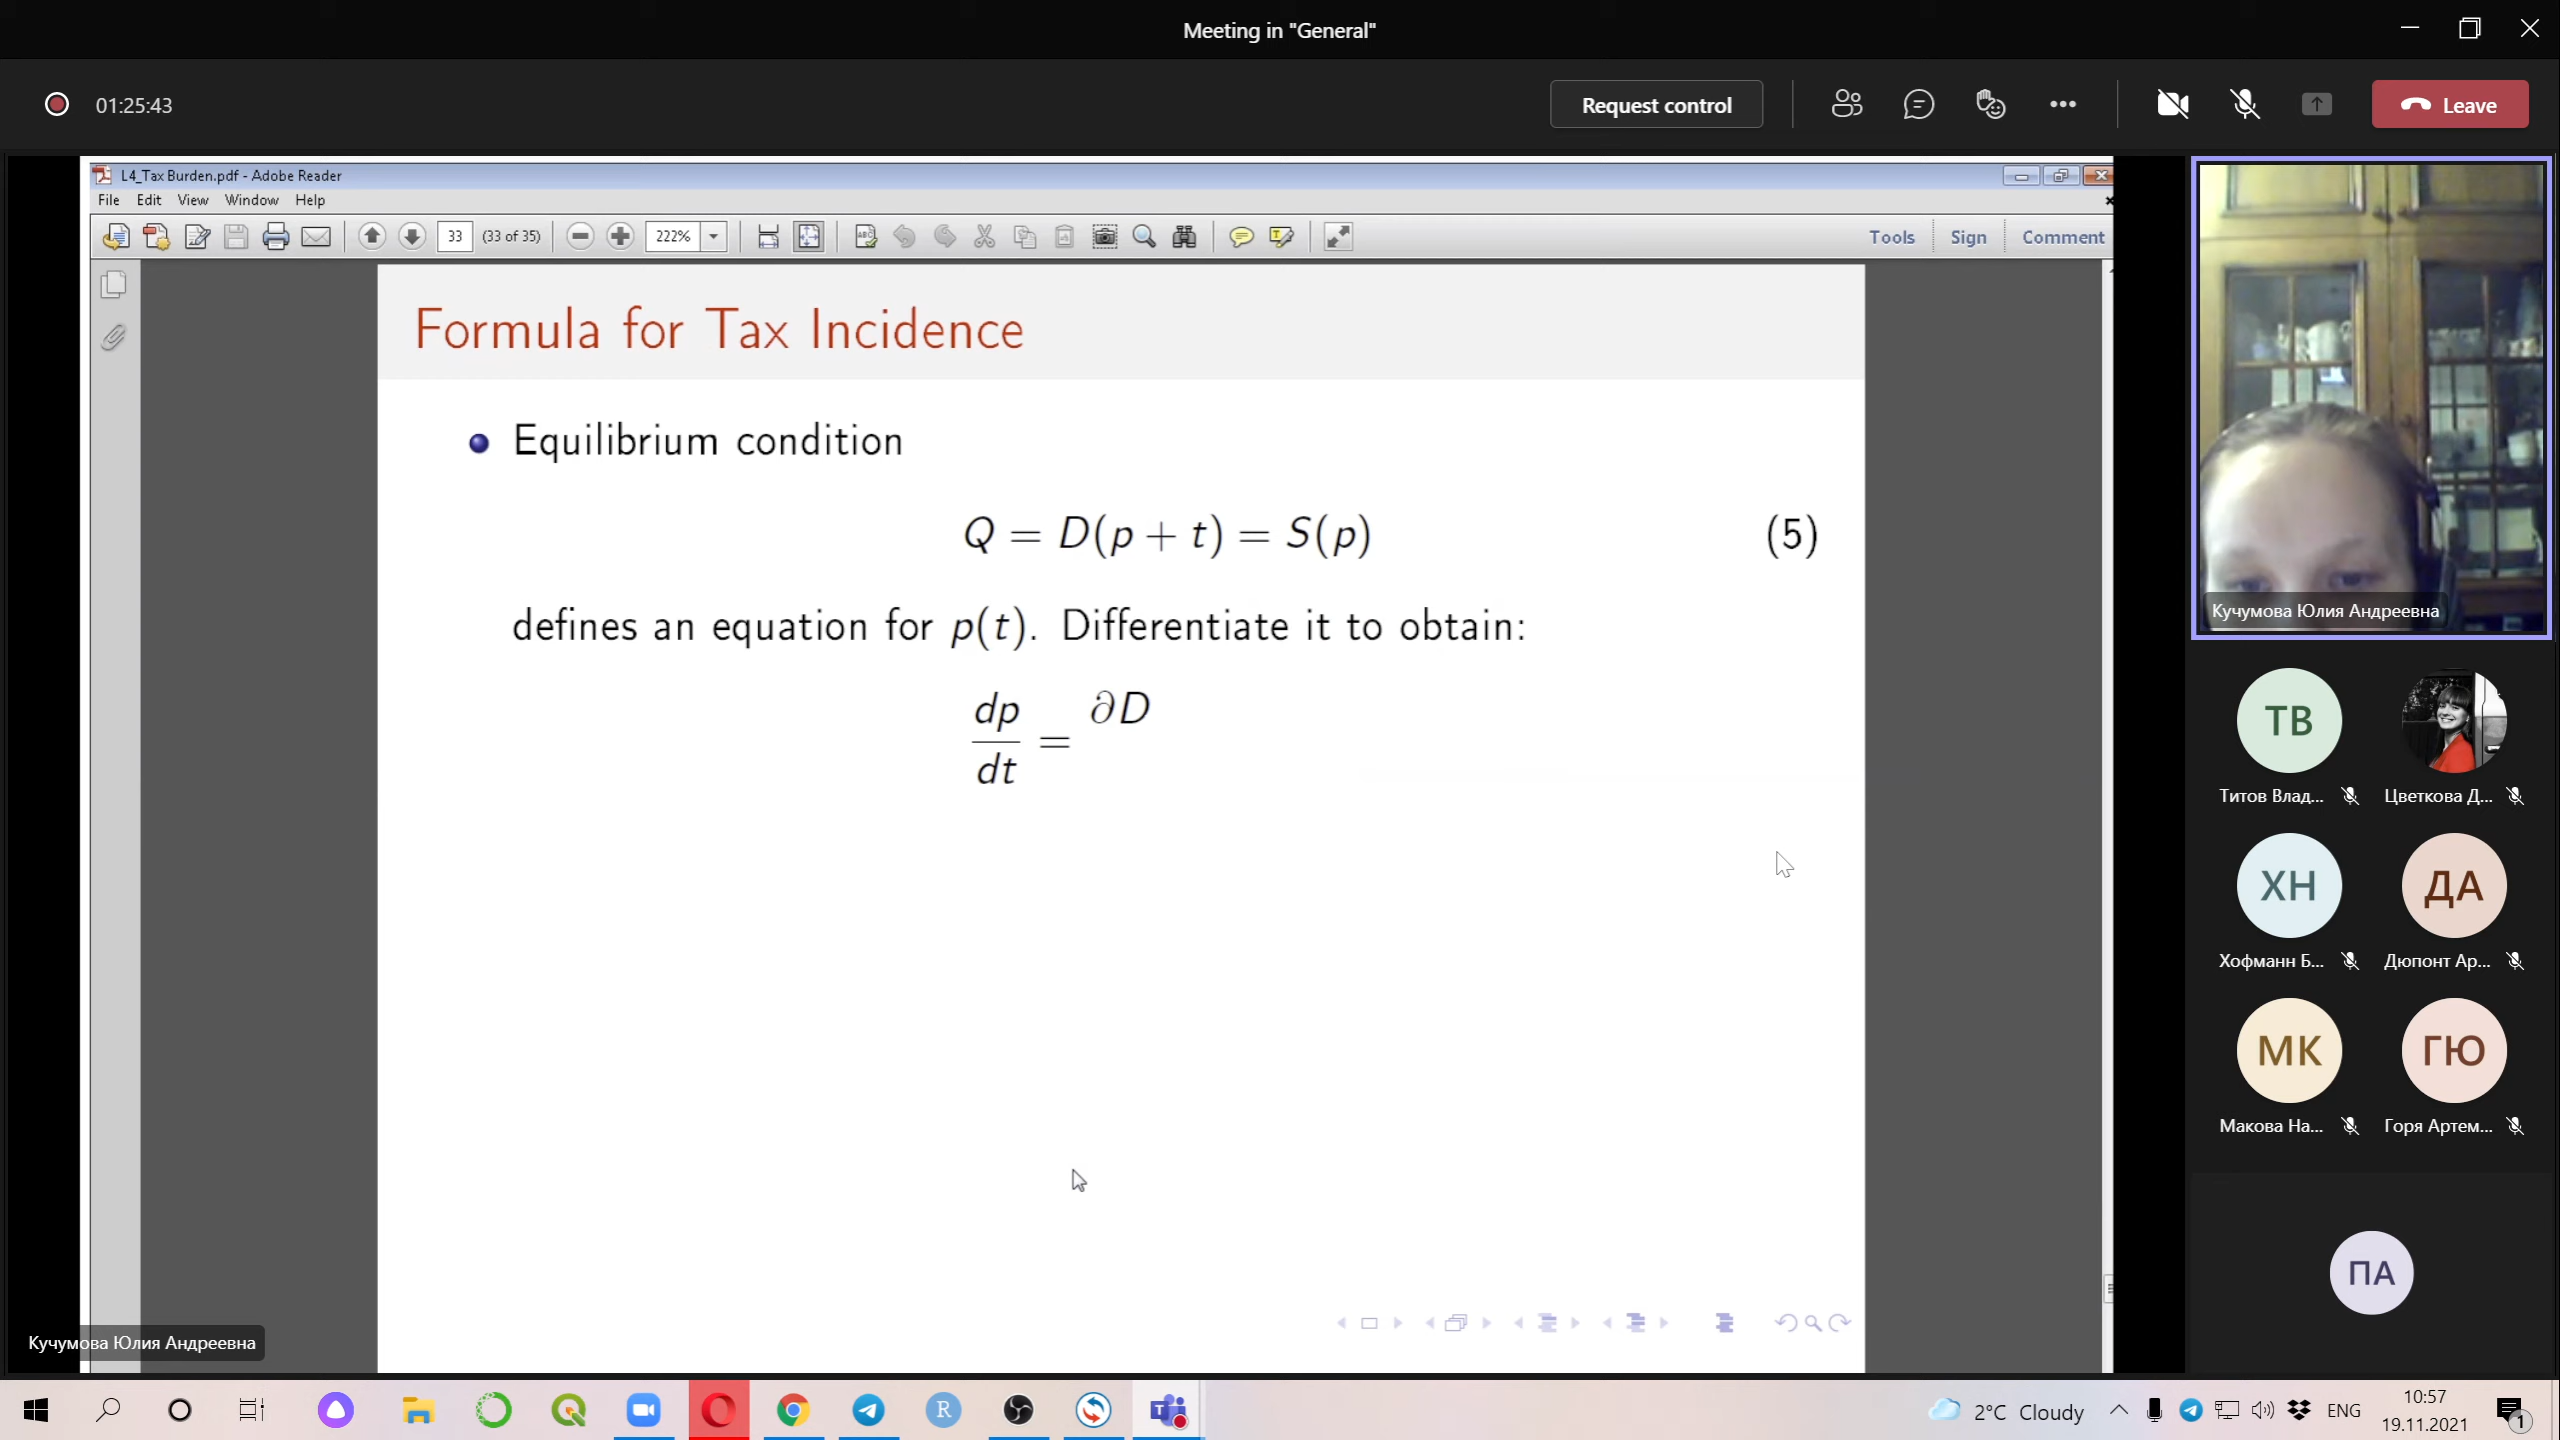 Meeting in "General"
01:25:43
Request control
Leave
L4_Tax Burden.pdf - Adobe Reader
File Edit View Window Help
33 (33 of 35) 222% Tools Sign Comment
Formula for Tax Incidence
Equilibrium condition
Q = D(p + t) = S(p) (5)
defines an equation for p(t). Differentiate it to obtain:
dp/dt = ∂D
Кучумова Юлия Андреевна
Кучумова Юлия Андреевна
ТВ
Титов Влад... Цветкова Д...
ХН ДА
Хофманн Б... Дюпонт Ар...
МК ГЮ
Макова На... Горя Артем...
ПА
R
2°C Cloudy
ENG
10:57
19.11.2021
1